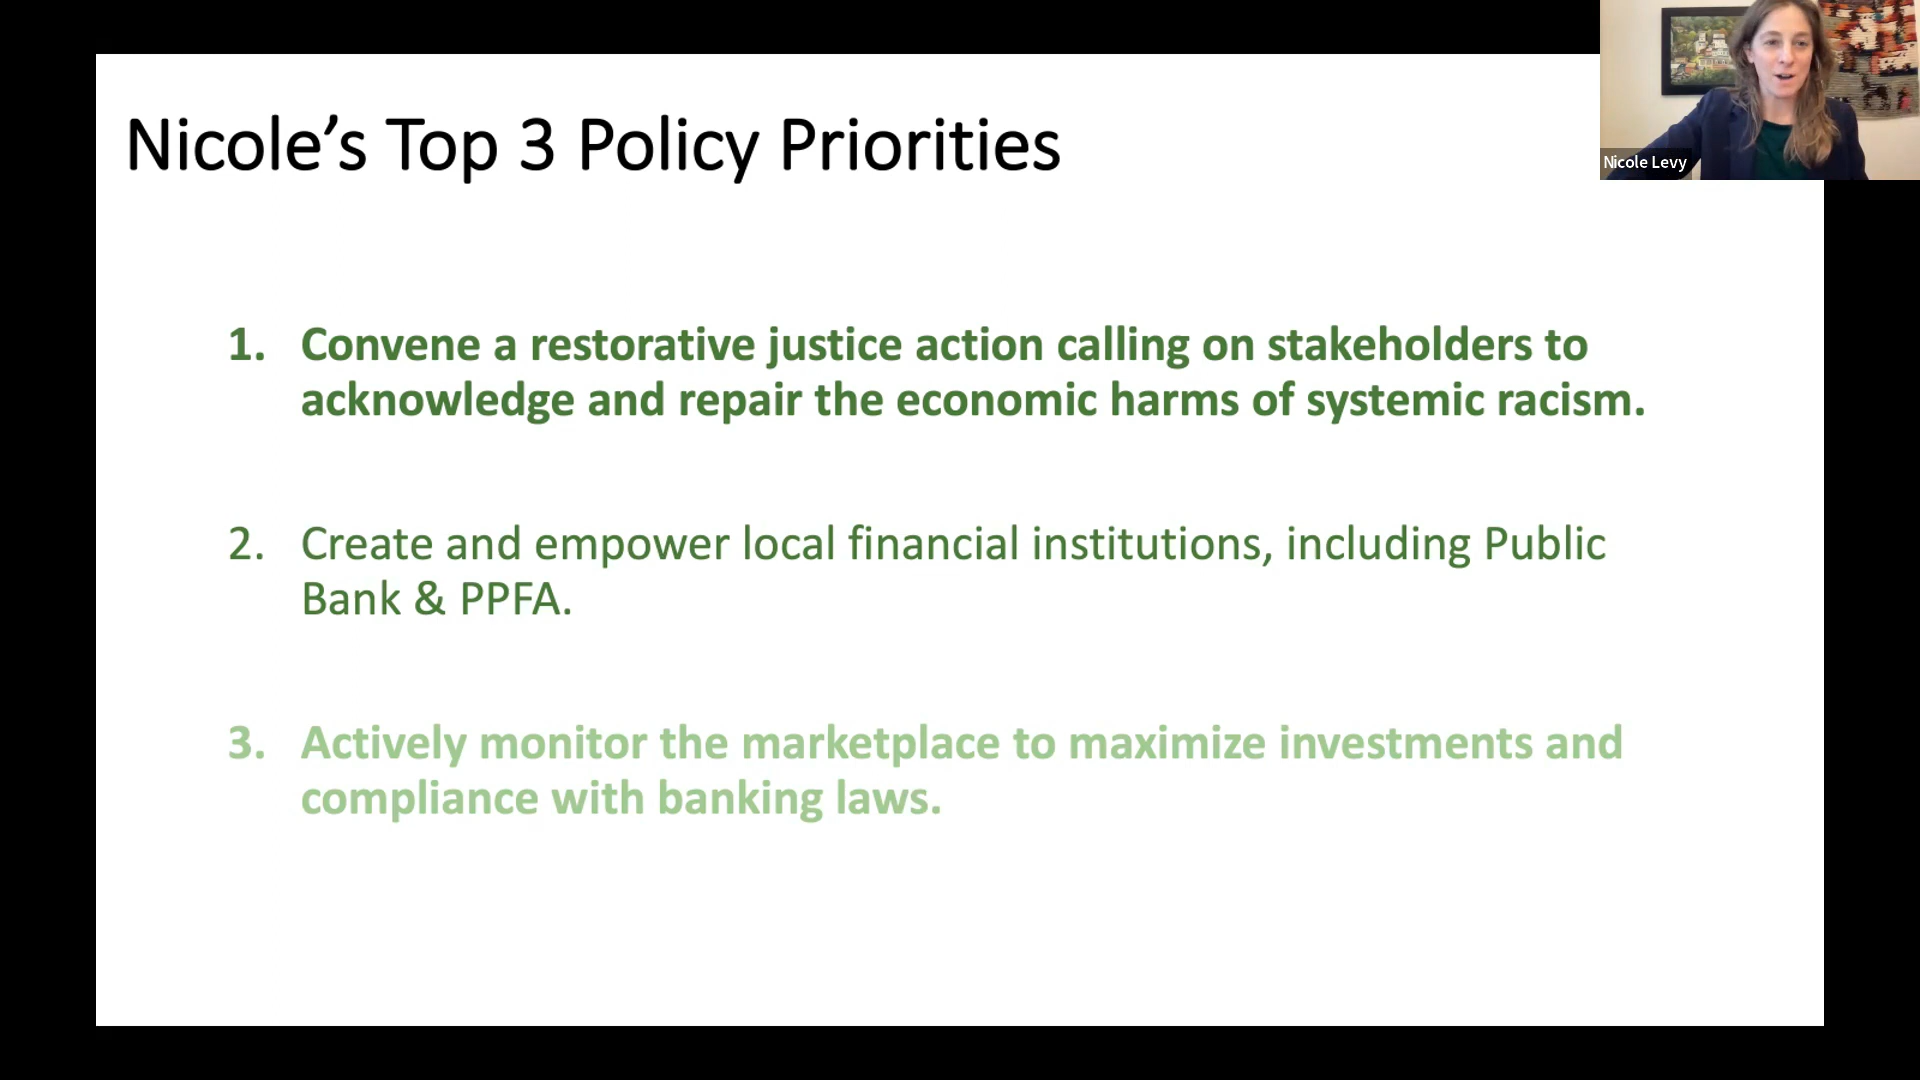 Nicole’s Top 3 Policy Priorities
Nicole Levy
1. Convene a restorative justice action calling on stakeholders to
acknowledge and repair the economic harms of systemic racism.
2. Create and empower local financial institutions, including Public
Bank & PPFA.
3. Actively monitor the marketplace to maximize investments and
compliance with banking laws.